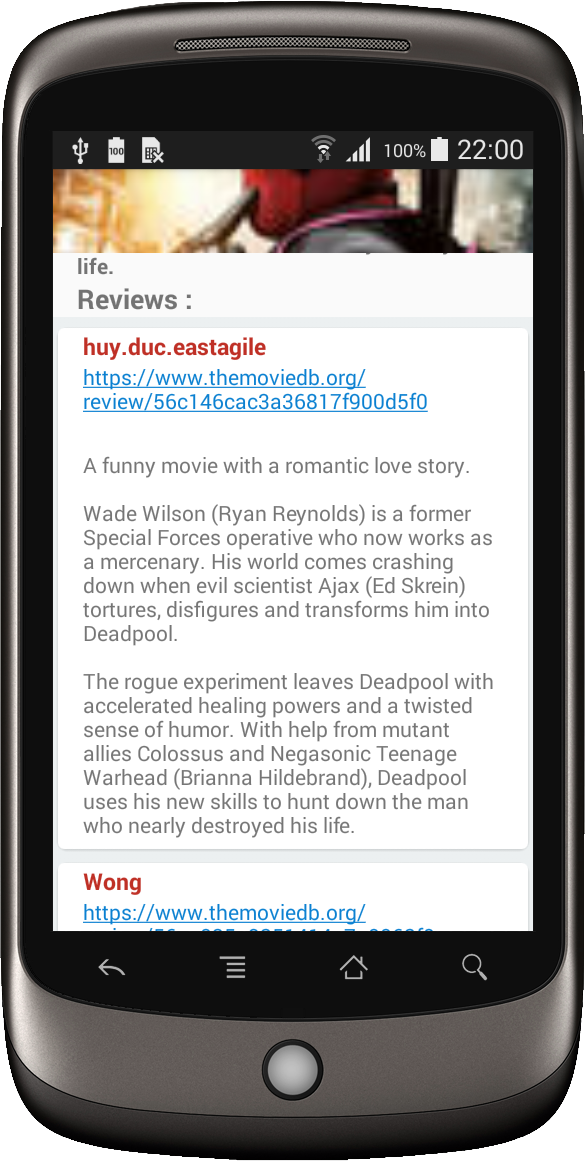 100
100%
22:00
life.
Reviews :
huy.duc.eastagile
https://www.themoviedb.org/
review/56c146cac3a36817f900d5f0
A funny movie with a romantic love story.
Wade Wilson (Ryan Reynolds) is a former
Special Forces operative who now works as
a mercenary. His world comes crashing
down when evil scientist Ajax (Ed Skrein)
tortures, disfigures and transforms him into
Deadpool.
The rogue experiment leaves Deadpool with
accelerated healing powers and a twisted
sense of humor. With help from mutant
allies Colossus and Negasonic Teenage
Warhead (Brianna Hildebrand), Deadpool
uses his new skills to hunt down the man
who nearly destroyed his life.
Wong
https://www.themoviedb.org/